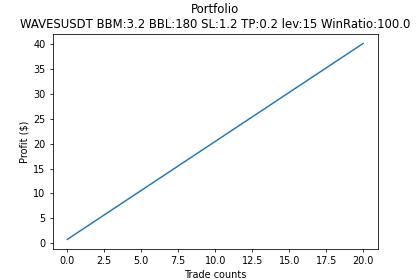 Portfolio
WAVESUSDT BBM:3.2 BBL:180 SL:1.2 TP:0.2 lev:15 WinRatio:100.0
40
35
30
25
20
15
10
5
0
Profit ($)
0.0 2.5 5.0 7.5 10.0 12.5 15.0 17.5 20.0
Trade counts